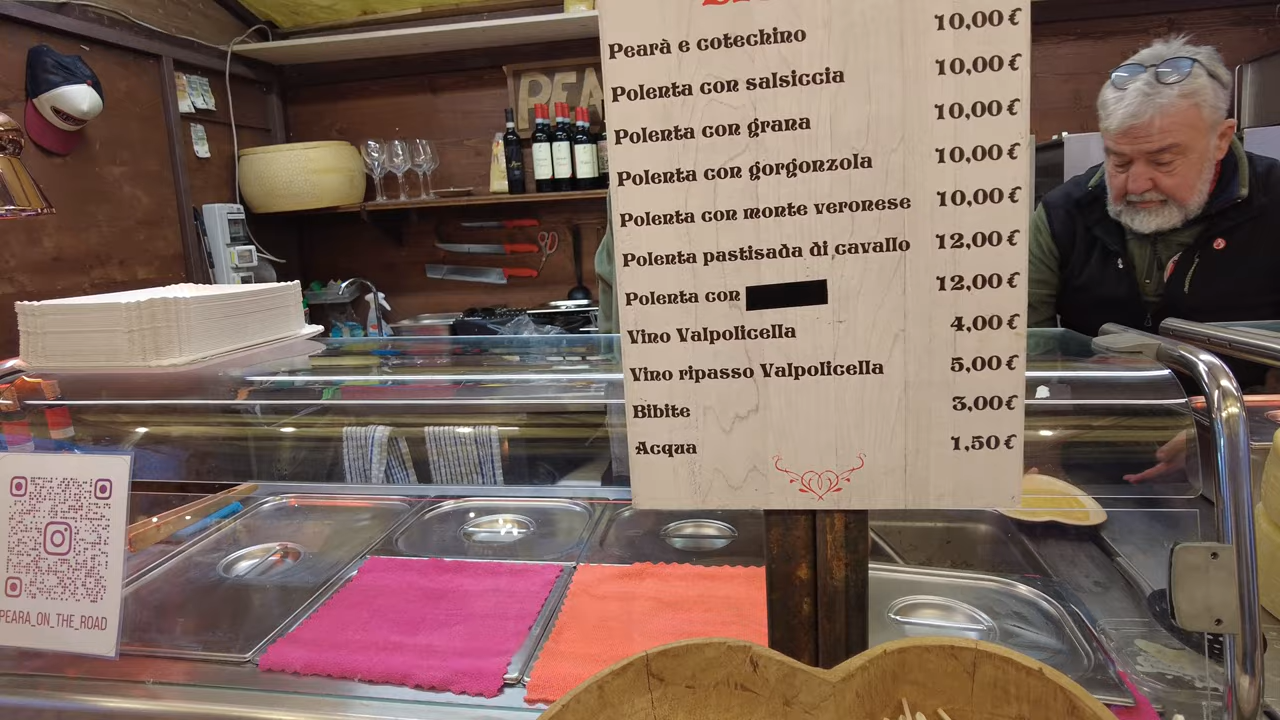 Pearà e cotechino 10,00 €
Polenta con salsiccia 10,00 €
Polenta con grana 10,00 €
Polenta con gorgonzola 10,00 €
Polenta con monte veronese 10,00 €
Polenta pastisada di cavallo 12,00 €
Polenta con 12,00 €
Vino Valpolicella 4,00 €
Vino ripasso Valpolicella 5,00 €
Bibite 3,00 €
Acqua 1,50 €
PEARA_ON_THE_ROAD